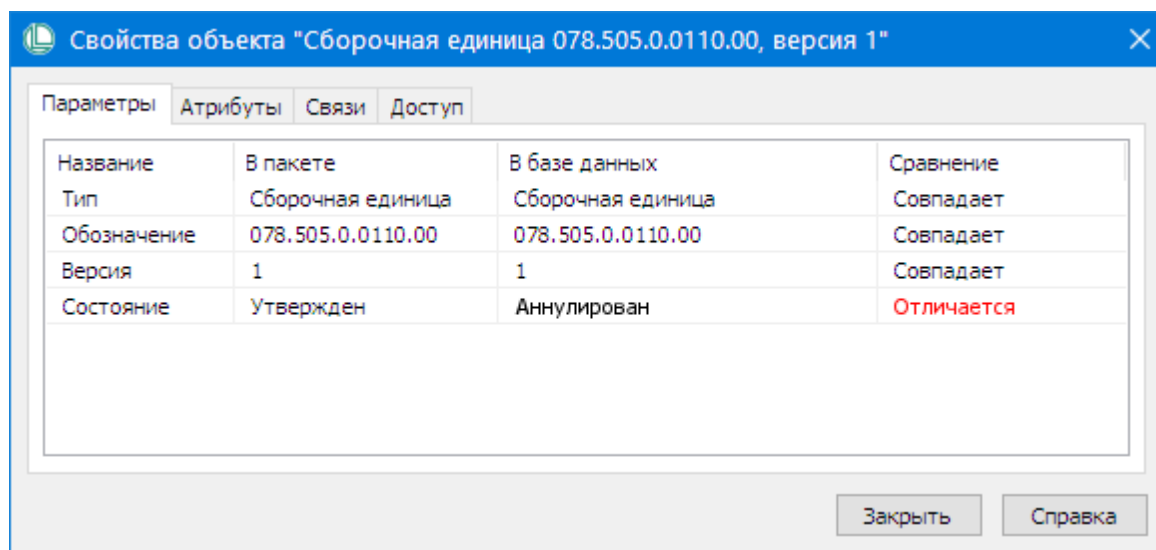 Свойства объекта "Сборочная единица 078.505.0.0110.00, версия 1"
Параметры Атрибуты Связи Доступ
Название В пакете В базе данных Сравнение
Тип Сборочная единица Сборочная единица Совпадает
Обозначение 078.505.0.0110.00 078.505.0.0110.00 Совпадает
Версия 1 1 Совпадает
Состояние Утвержден Аннулирован Отличается
Закрыть Справка